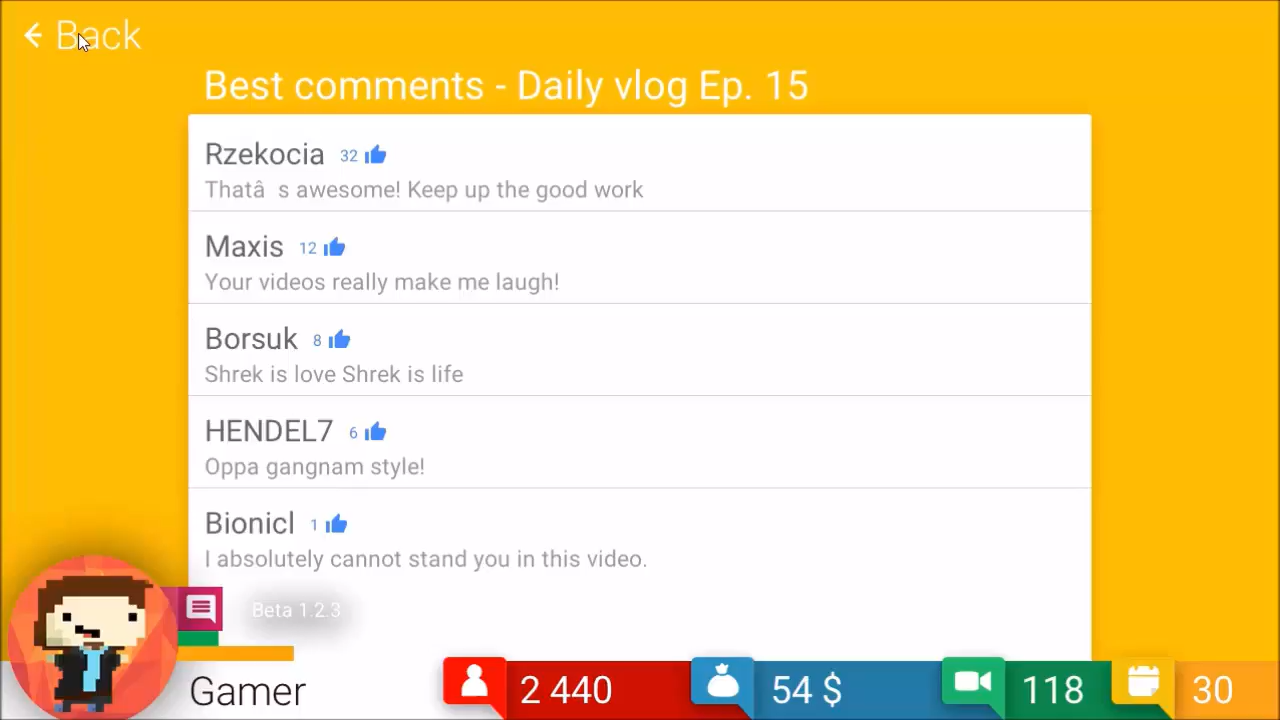 Back
Best comments - Daily vlog Ep. 15
Rzekocia 32
Thatâ s awesome! Keep up the good work
Maxis 12
Your videos really make me laugh!
Borsuk 8
Shrek is love Shrek is life
HENDEL7 6
Oppa gangnam style!
Bionicl 1
I absolutely cannot stand you in this video.
Beta 1.2.3
Gamer 2 440 54 $ 118 30